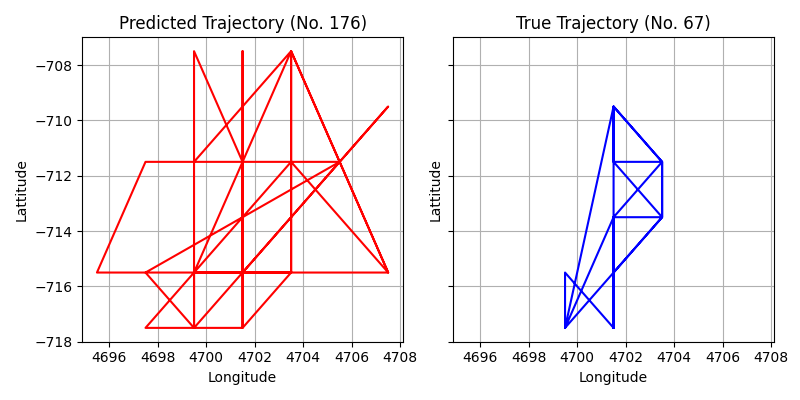 Predicted Trajectory (No. 176)
True Trajectory (No. 67)
−708
−710
−712
−714
−716
−718
Lattitude
Lattitude
4696 4698 4700 4702 4704 4706 4708
4696 4698 4700 4702 4704 4706 4708
Longitude
Longitude